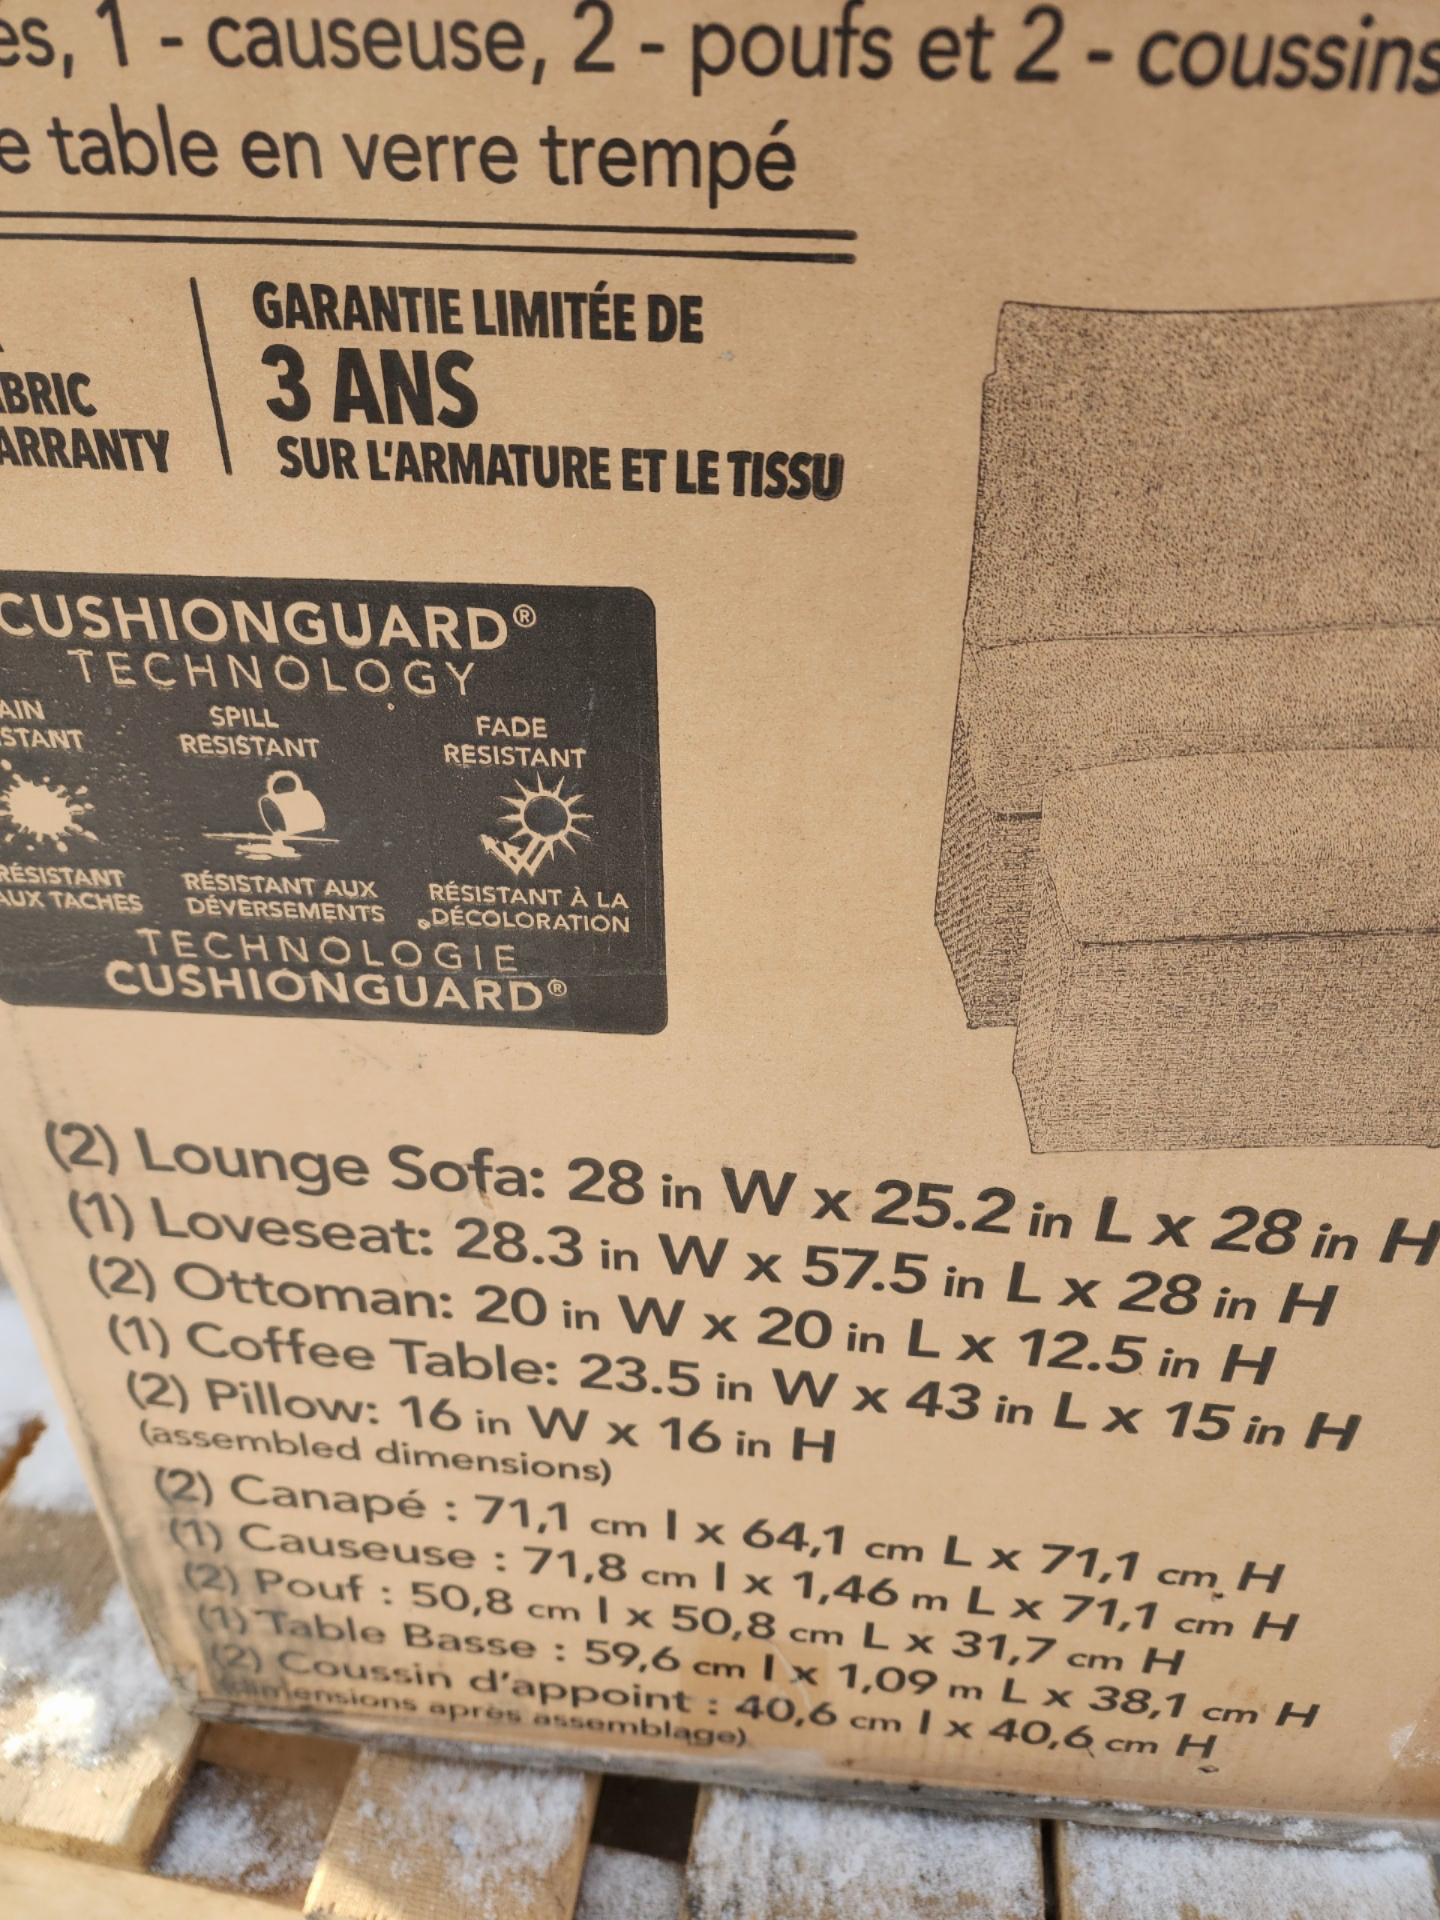 es, 1 - causeuse, 2 - poufs et 2 - coussins
e table en verre trempé
BRIC
ARRANTY
GARANTIE LIMITÉE DE
3 ANS
SUR L'ARMATURE ET LE TISSU
CUSHIONGUARD®
TECHNOLOGY
AIN
STANT
SPILL
RESISTANT
FADE
RESISTANT
RÉSISTANT
AUX TACHES
RÉSISTANT AUX
DÉVERSEMENTS
RÉSISTANT À LA
DÉCOLORATION
TECHNOLOGIE
CUSHIONGUARD®
(2) Lounge Sofa: 28 in W x 25.2 in L x 28 in H
(1) Loveseat: 28.3 in W x 57.5 in L x 28 in H
(2) Ottoman: 20 in W x 20 in L x 12.5 in H
(1) Coffee Table: 23.5 in W x 43 in L x 15 in H
(2) Pillow: 16 in W x 16 in H
(assembled dimensions)
(2) Canapé : 71,1 cm l x 64,1 cm L x 71,1 cm H
(1) Causeuse : 71,8 cm l x 1,46 m L x 71,1 cm H
(2) Pouf : 50,8 cm l x 50,8 cm L x 31,7 cm H
(1) Table Basse : 59,6 cm l x 1,09 m L x 38,1 cm H
(2) Coussin d'appoint : 40,6 cm l x 40,6 cm H
(dimensions après assemblage)